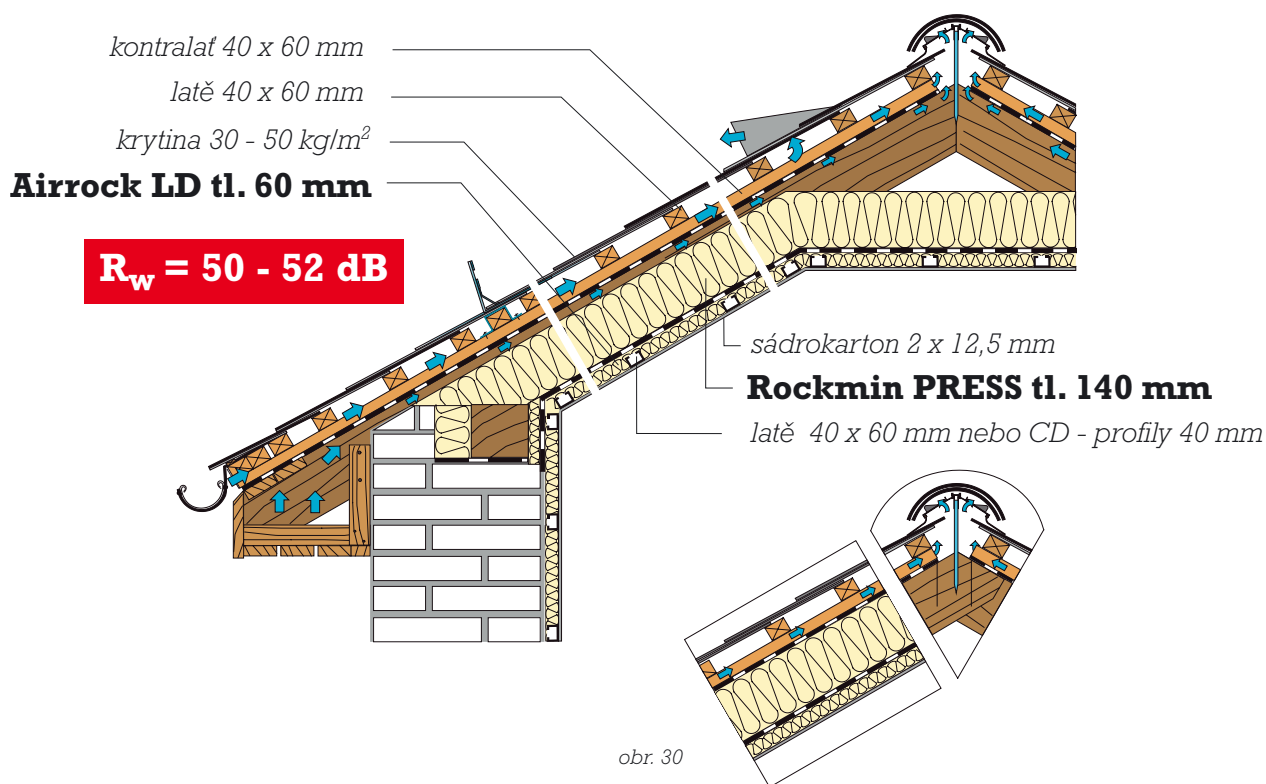 kontralať 40 x 60 mm
latě 40 x 60 mm
krytina 30 - 50 kg/m²
Airrock LD tl. 60 mm
R_w = 50 - 52 dB
sádrokarton 2 x 12,5 mm
Rockmin PRESS tl. 140 mm
latě 40 x 60 mm nebo CD - profily 40 mm
obr. 30